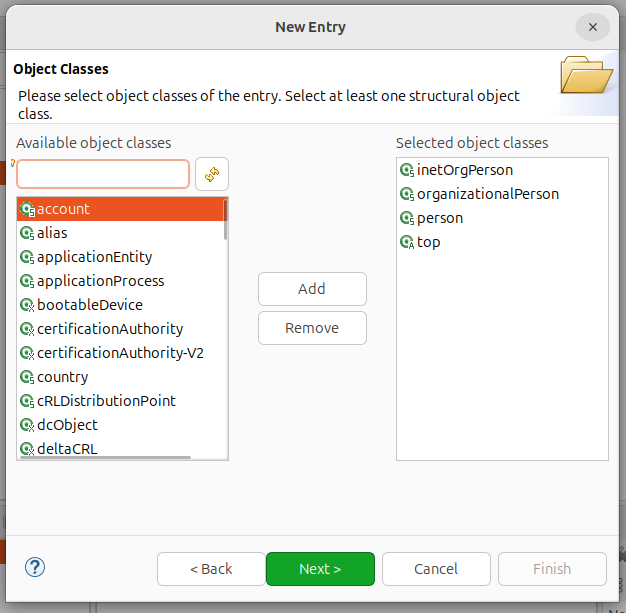 New Entry
Object Classes
Please select object classes of the entry. Select at least one structural object
class.
Available object classes
Selected object classes
account
alias
applicationEntity
applicationProcess
bootableDevice
certificationAuthority
certificationAuthority-V2
country
cRLDistributionPoint
dcObject
deltaCRL
Add
Remove
inetOrgPerson
organizationalPerson
person
top
?
< Back
Next >
Cancel
Finish